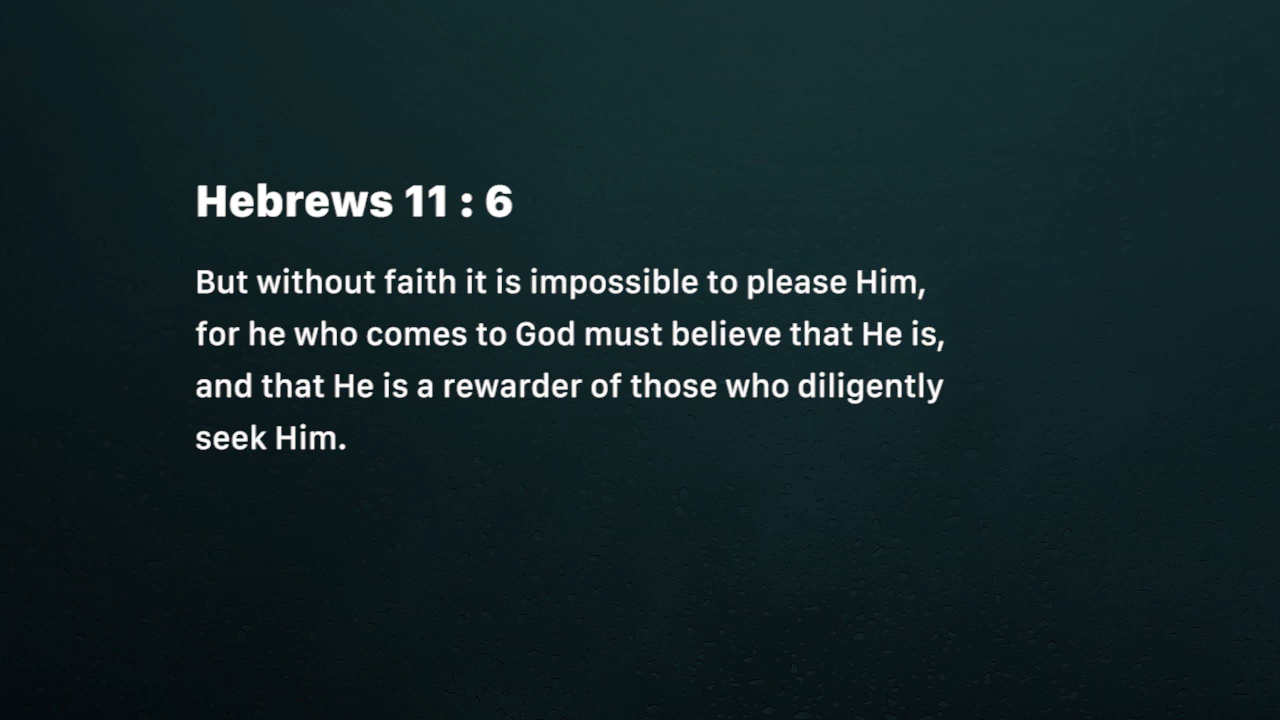 Hebrews 11 : 6
But without faith it is impossible to please Him,
for he who comes to God must believe that He is,
and that He is a rewarder of those who diligently
seek Him.